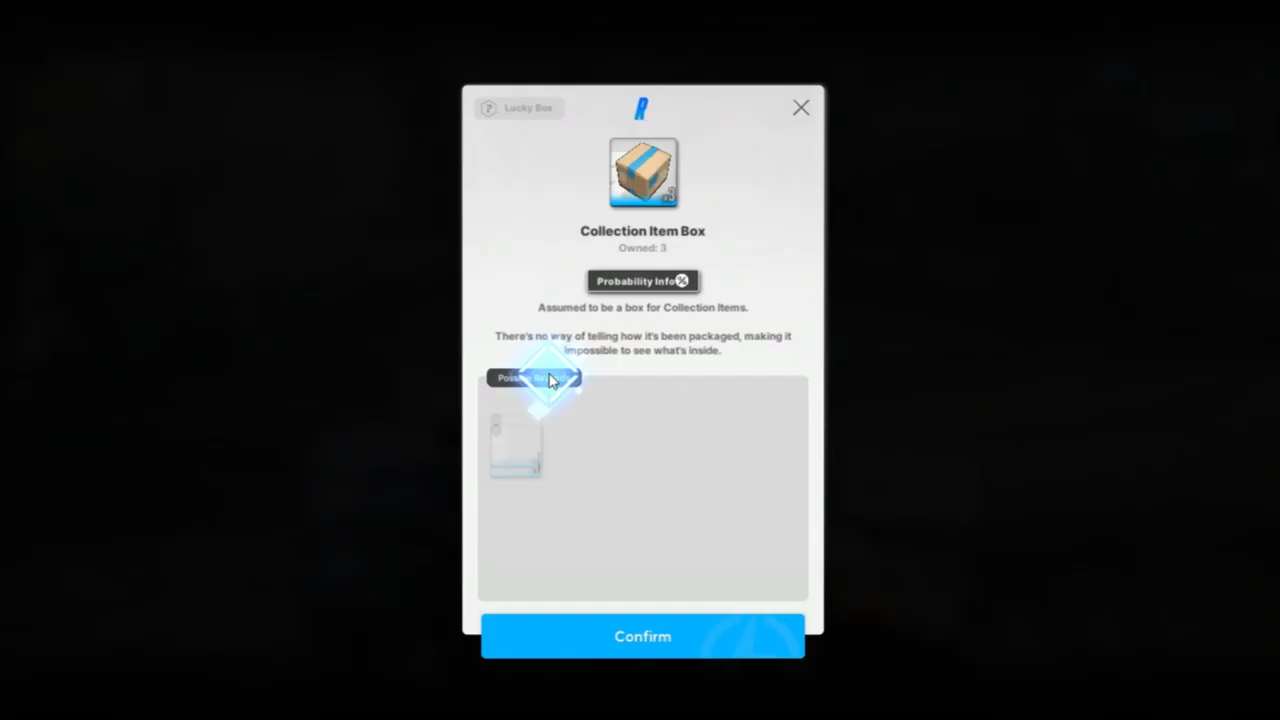 Lucky Box
R
x3
Collection Item Box
Owned: 3
Probability Info
Assumed to be a box for Collection Items.
There's no way of telling how it's been packaged, making it
impossible to see what's inside.
Confirm